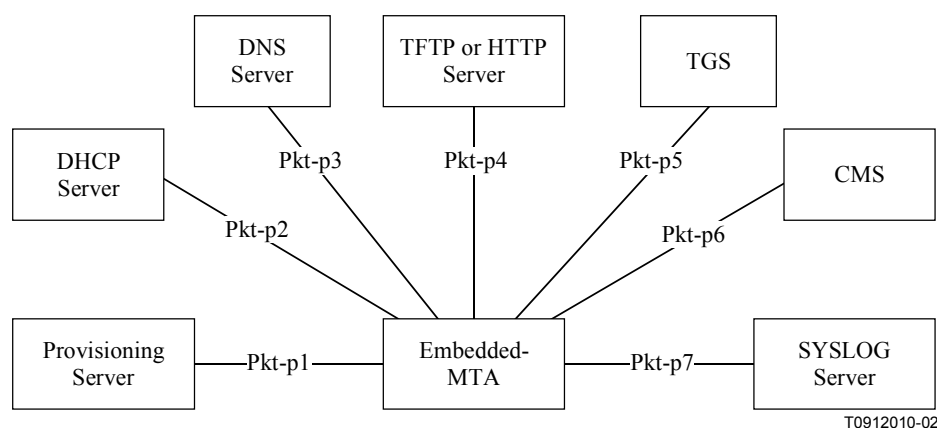 DNS
Server
TFTP or HTTP
Server
TGS
DHCP
Server
Pkt-p3
Pkt-p4
Pkt-p5
CMS
Pkt-p2
Pkt-p6
Provisioning
Server
Pkt-p1
Embedded-
MTA
Pkt-p7
SYSLOG
Server
T0912010-02